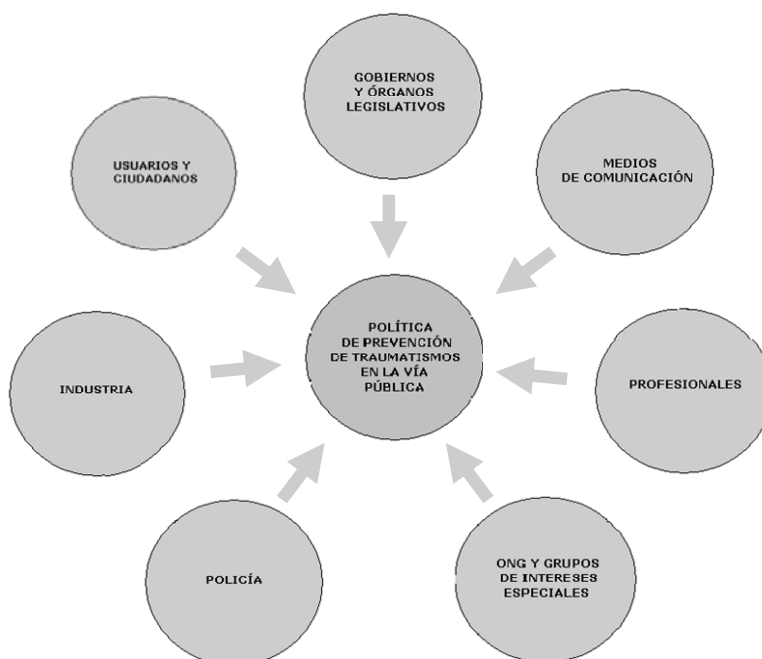 GOBIERNOS
Y ÓRGANOS
LEGISLATIVOS
USUARIOS Y
CIUDADANOS
MEDIOS
DE COMUNICACIÓN
POLÍTICA
DE PREVENCIÓN
DE TRAUMATISMOS
EN LA VÍA
PÚBLICA
INDUSTRIA
PROFESIONALES
POLICÍA
ONG Y GRUPOS
DE INTERESES
ESPECIALES